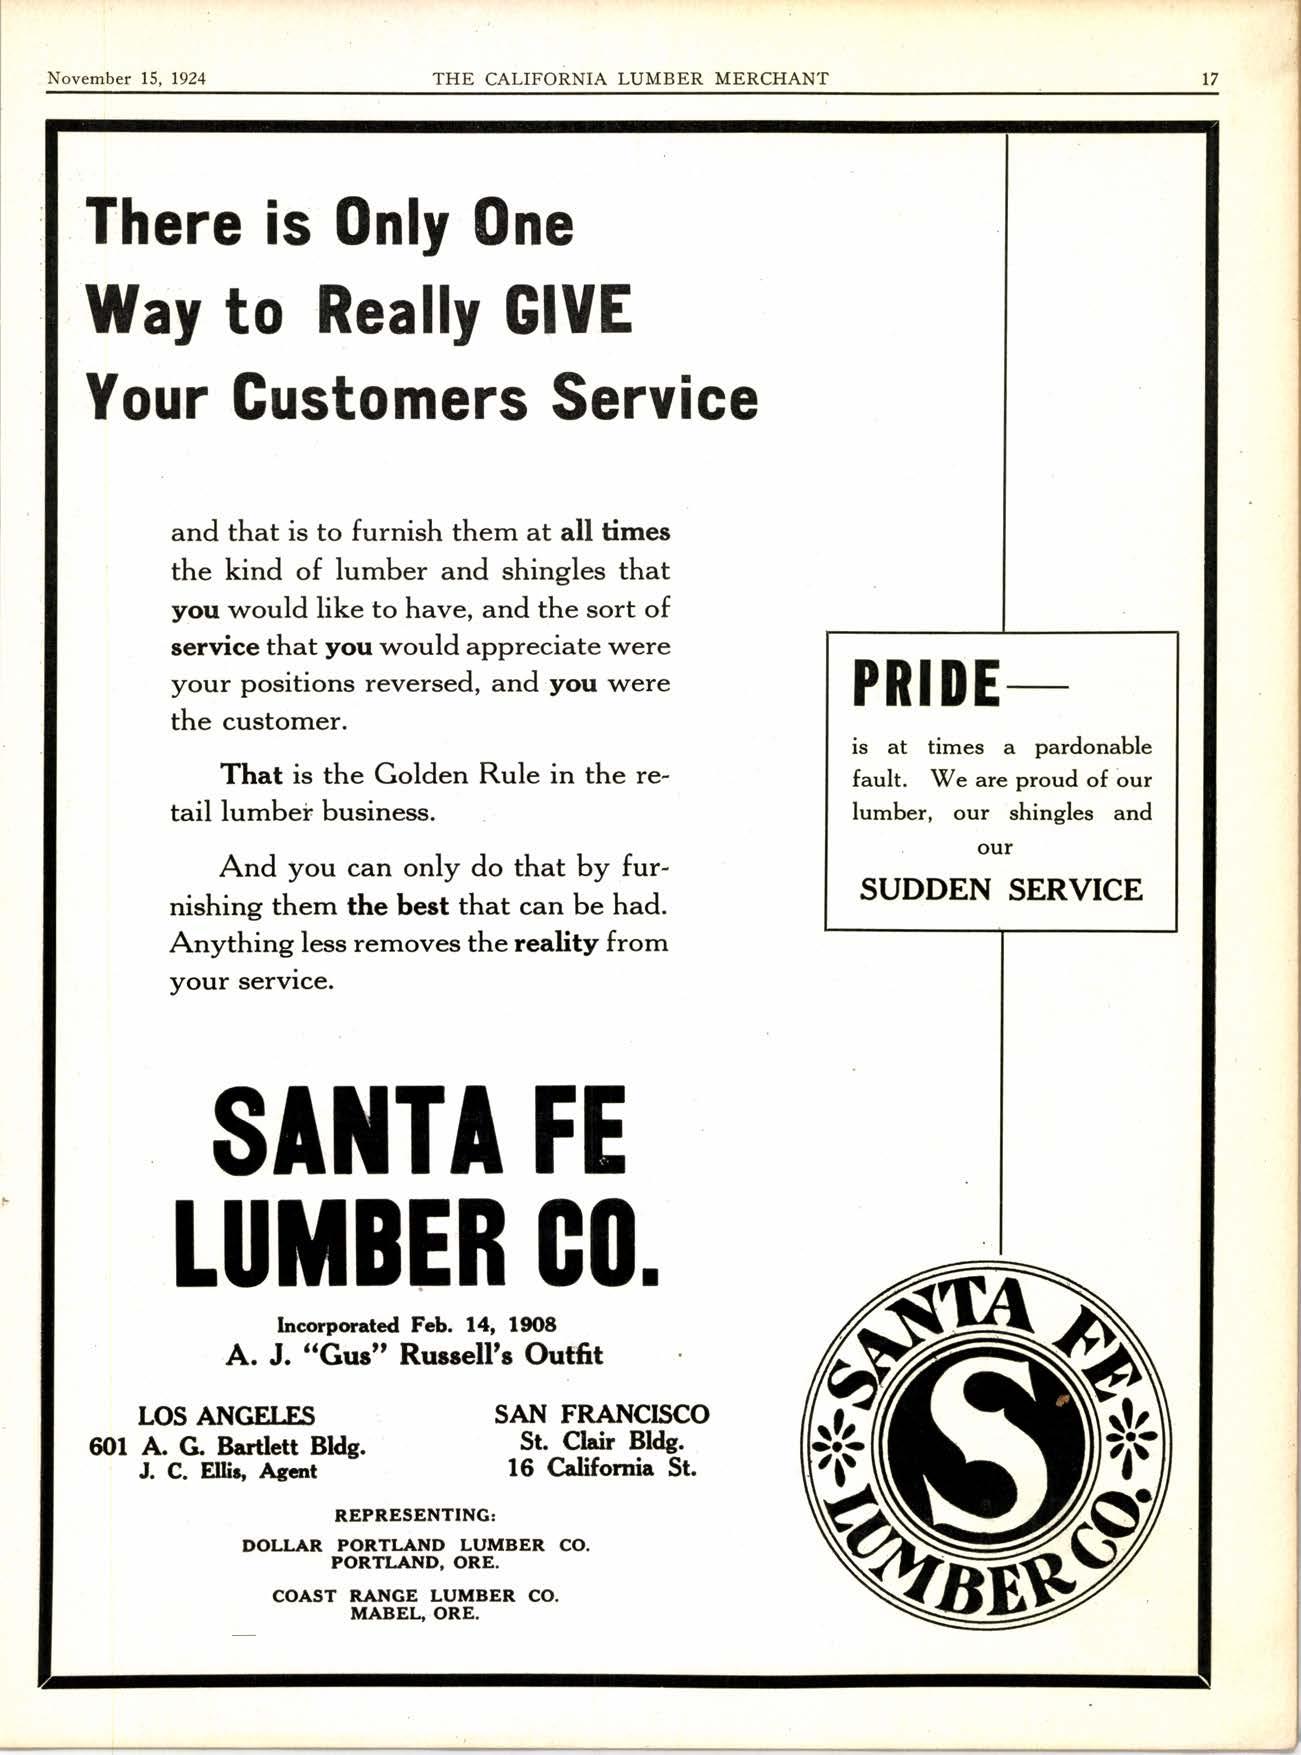 November 15, 1924 THE CALIFORNIA LUMBER MERCHANT 17
There is Only One
Way to Really GIVE
Your Customers Service
and that is to furnish them at all times
the kind of lumber and shingles that
you would like to have, and the sort of
service that you would appreciate were
your positions reversed, and you were
the customer.
That is the Golden Rule in the re-
tail lumber business.
And you can only do that by fur-
nishing them the best that can be had.
Anything less removes the reality from
your service.
PRIDE—
is at times a pardonable
fault. We are proud of our
lumber, our shingles and
our
SUDDEN SERVICE
SANTA FE
LUMBER CO.
Incorporated Feb. 14, 1908
A. J. “Gus” Russell’s Outfit
LOS ANGELES
601 A. G. Bartlett Bldg.
J. C. Ellis, Agent
SAN FRANCISCO
St. Clair Bldg.
16 California St.
REPRESENTING:
DOLLAR PORTLAND LUMBER CO.
PORTLAND, ORE.
COAST RANGE LUMBER CO.
MABEL, ORE.
SANTA FE
S
LUMBER CO.